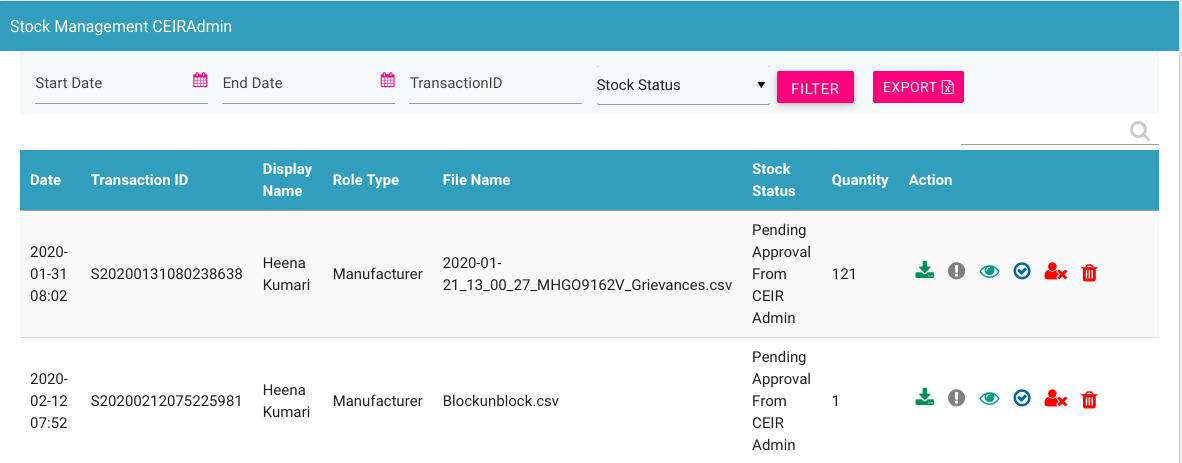 Stock Management CEIRAdmin
Start Date End Date TransactionID Stock Status FILTER EXPORT
Date Transaction ID Display Name Role Type File Name Stock Status Quantity Action
2020-01-31 08:02 S20200131080238638 Heena Kumari Manufacturer 2020-01-21_13_00_27_MHGO9162V_Grievances.csv Pending Approval From CEIR Admin 121
2020-02-12 07:52 S20200212075225981 Heena Kumari Manufacturer Blockunblock.csv Pending Approval From CEIR Admin 1